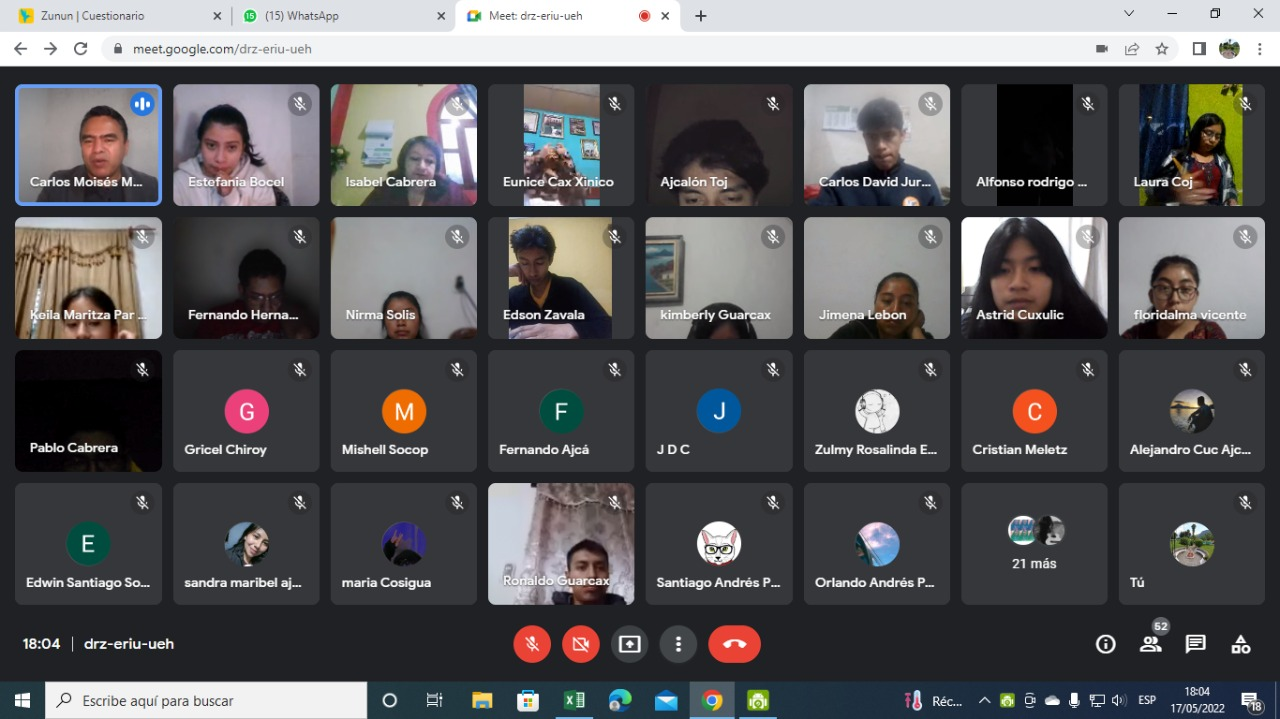 Zunun | Cuestionario
(15) WhatsApp
Meet: drz-eriu-ueh
meet.google.com/drz-eriu-ueh
Carlos Moisés M...
Estefania Bocel
Isabel Cabrera
Eunice Cax Xinico
Ajcalón Toj
Carlos David Jur...
Alfonso rodrigo ...
Laura Coj
Keila Maritza Par ...
Fernando Herna...
Nirma Solis
Edson Zavala
kimberly Guarcax
Jimena Lebon
Astrid Cuxulic
floridalma vicente
Pablo Cabrera
G
Gricel Chiroy
M
Mishell Socop
F
Fernando Ajcá
J
J D C
Zulmy Rosalinda E...
C
Cristian Meletz
Alejandro Cuc Ajc...
E
Edwin Santiago So...
sandra maribel aj...
maria Cosigua
Ronaldo Guarcax
Santiago Andrés P...
Orlando Andrés P...
21 más
Tú
18:04 | drz-eriu-ueh
52
Escribe aquí para buscar
Réc...
ESP
18:04
17/05/2022
18